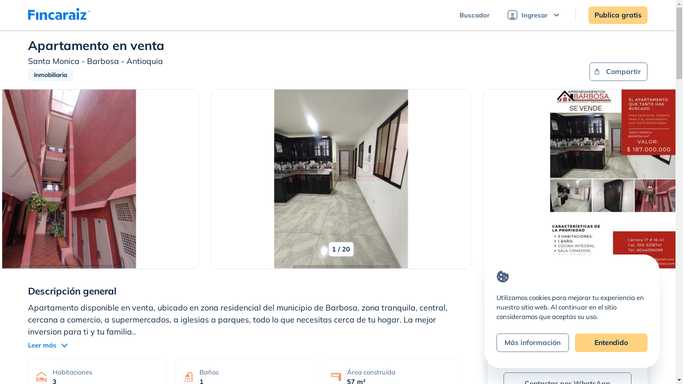 Fincaraiz
Buscador
Ingresar
Publica gratis
Apartamento en venta
Santa Monica - Barbosa - Antioquia
Inmobiliaria
Compartir
1 / 20
BARBOSA
SE VENDE
EL APARTAMENTO
QUE TANTO HAS
BUSCADO
VALOR:
$ 187.000.000
CARACTERÍSTICAS DE
LA PROPIEDAD
3 HABITACIONES
1 BAÑO
COCINA INTEGRAL
SALA COMEDOR
Descripción general
Apartamento disponible en venta, ubicado en zona residencial del municipio de Barbosa, zona tranquila, central,
cercana a comercio, a supermercados, a iglesias a parques, todo lo que necesitas cerca de tu hogar. La mejor
inversion para ti y tu familia..
Leer más
Habitaciones
3
Baños
1
Área construida
57 m²
Utilizamos cookies para mejorar tu experiencia en
nuestro sitio web. Al continuar en el sitio
consideramos que aceptas su uso.
Más información
Entendido
Contactar por WhatsApp